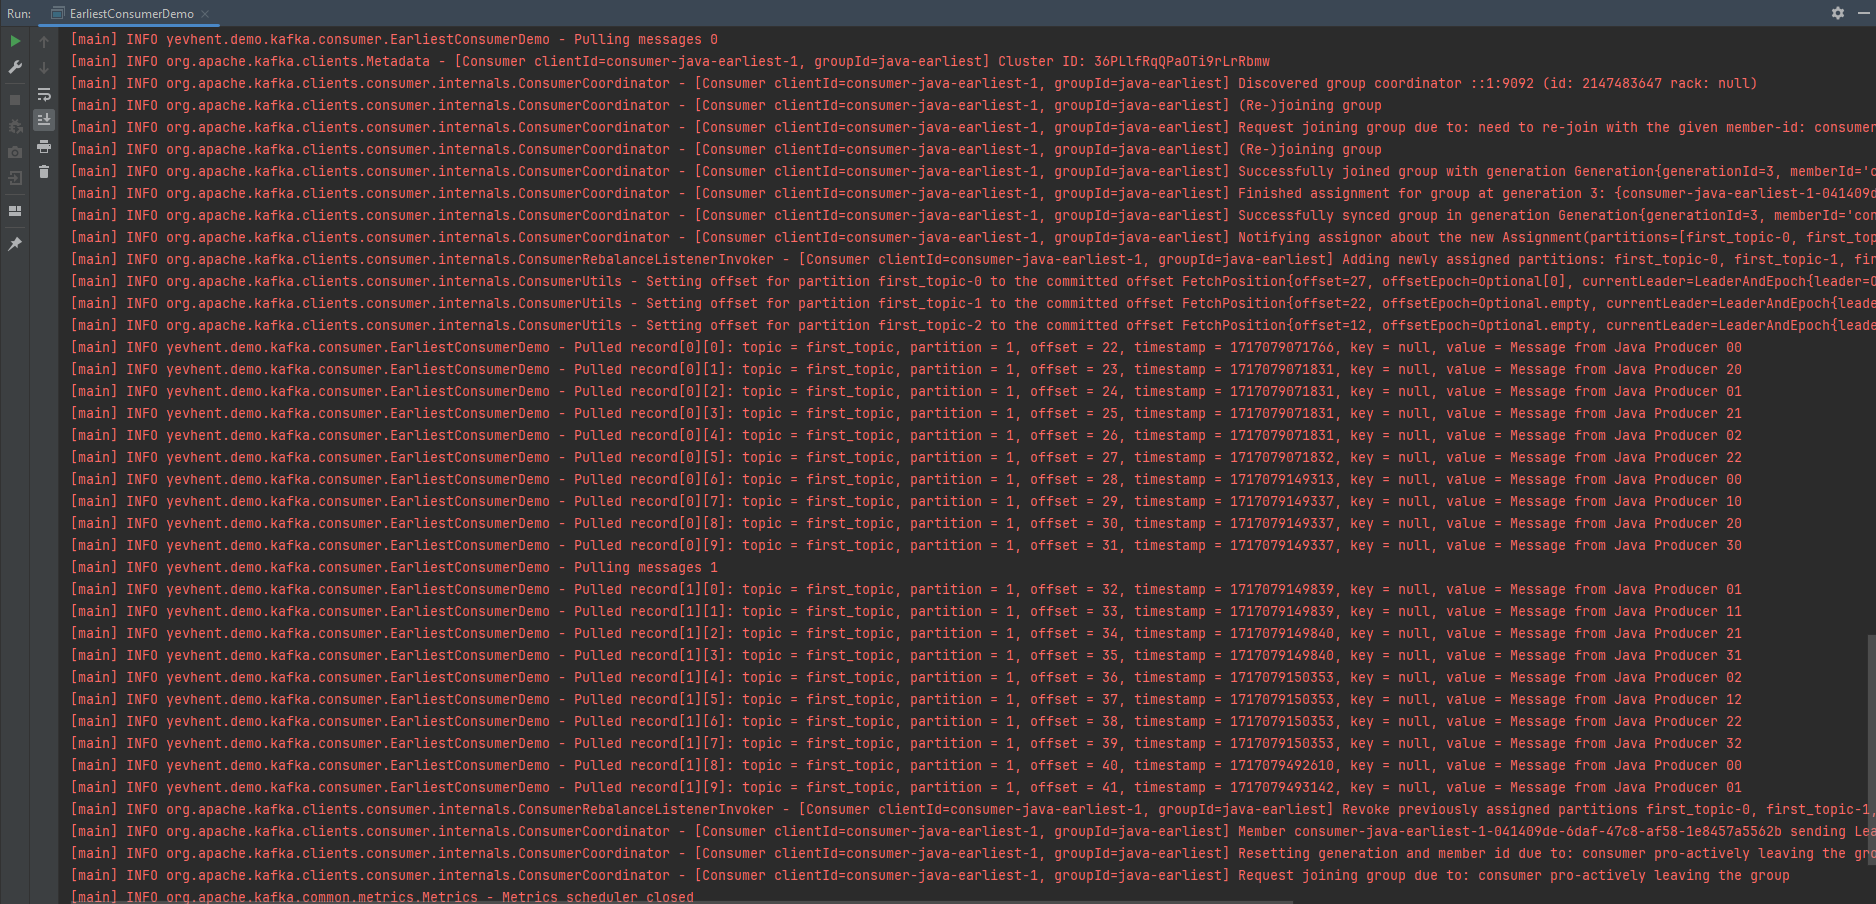 Run: EarliestConsumerDemo
[main] INFO yevhent.demo.kafka.consumer.EarliestConsumerDemo - Pulling messages 0
[main] INFO org.apache.kafka.clients.Metadata - [Consumer clientId=consumer-java-earliest-1, groupId=java-earliest] Cluster ID: 36PLlfRqQPaOTi9rLrRbmw
[main] INFO org.apache.kafka.clients.consumer.internals.ConsumerCoordinator - [Consumer clientId=consumer-java-earliest-1, groupId=java-earliest] Discovered group coordinator ::1:9092 (id: 2147483647 rack: null)
[main] INFO org.apache.kafka.clients.consumer.internals.ConsumerCoordinator - [Consumer clientId=consumer-java-earliest-1, groupId=java-earliest] (Re-)joining group
[main] INFO org.apache.kafka.clients.consumer.internals.ConsumerCoordinator - [Consumer clientId=consumer-java-earliest-1, groupId=java-earliest] Request joining group due to: need to re-join with the given member-id: consumer
[main] INFO org.apache.kafka.clients.consumer.internals.ConsumerCoordinator - [Consumer clientId=consumer-java-earliest-1, groupId=java-earliest] (Re-)joining group
[main] INFO org.apache.kafka.clients.consumer.internals.ConsumerCoordinator - [Consumer clientId=consumer-java-earliest-1, groupId=java-earliest] Successfully joined group with generation Generation{generationId=3, memberId='c
[main] INFO org.apache.kafka.clients.consumer.internals.ConsumerCoordinator - [Consumer clientId=consumer-java-earliest-1, groupId=java-earliest] Finished assignment for group at generation 3: {consumer-java-earliest-1-041409d
[main] INFO org.apache.kafka.clients.consumer.internals.ConsumerCoordinator - [Consumer clientId=consumer-java-earliest-1, groupId=java-earliest] Successfully synced group in generation Generation{generationId=3, memberId='con
[main] INFO org.apache.kafka.clients.consumer.internals.ConsumerCoordinator - [Consumer clientId=consumer-java-earliest-1, groupId=java-earliest] Notifying assignor about the new Assignment(partitions=[first_topic-0, first_top
[main] INFO org.apache.kafka.clients.consumer.internals.ConsumerRebalanceListenerInvoker - [Consumer clientId=consumer-java-earliest-1, groupId=java-earliest] Adding newly assigned partitions: first_topic-0, first_topic-1, fir
[main] INFO org.apache.kafka.clients.consumer.internals.ConsumerUtils - Setting offset for partition first_topic-0 to the committed offset FetchPosition{offset=27, offsetEpoch=Optional[0], currentLeader=LeaderAndEpoch{leader=O
[main] INFO org.apache.kafka.clients.consumer.internals.ConsumerUtils - Setting offset for partition first_topic-1 to the committed offset FetchPosition{offset=22, offsetEpoch=Optional.empty, currentLeader=LeaderAndEpoch{leade
[main] INFO org.apache.kafka.clients.consumer.internals.ConsumerUtils - Setting offset for partition first_topic-2 to the committed offset FetchPosition{offset=12, offsetEpoch=Optional.empty, currentLeader=LeaderAndEpoch{leade
[main] INFO yevhent.demo.kafka.consumer.EarliestConsumerDemo - Pulled record[0][0]: topic = first_topic, partition = 1, offset = 22, timestamp = 1717079071766, key = null, value = Message from Java Producer 00
[main] INFO yevhent.demo.kafka.consumer.EarliestConsumerDemo - Pulled record[0][1]: topic = first_topic, partition = 1, offset = 23, timestamp = 1717079071831, key = null, value = Message from Java Producer 20
[main] INFO yevhent.demo.kafka.consumer.EarliestConsumerDemo - Pulled record[0][2]: topic = first_topic, partition = 1, offset = 24, timestamp = 1717079071831, key = null, value = Message from Java Producer 01
[main] INFO yevhent.demo.kafka.consumer.EarliestConsumerDemo - Pulled record[0][3]: topic = first_topic, partition = 1, offset = 25, timestamp = 1717079071831, key = null, value = Message from Java Producer 21
[main] INFO yevhent.demo.kafka.consumer.EarliestConsumerDemo - Pulled record[0][4]: topic = first_topic, partition = 1, offset = 26, timestamp = 1717079071831, key = null, value = Message from Java Producer 02
[main] INFO yevhent.demo.kafka.consumer.EarliestConsumerDemo - Pulled record[0][5]: topic = first_topic, partition = 1, offset = 27, timestamp = 1717079071832, key = null, value = Message from Java Producer 22
[main] INFO yevhent.demo.kafka.consumer.EarliestConsumerDemo - Pulled record[0][6]: topic = first_topic, partition = 1, offset = 28, timestamp = 1717079149313, key = null, value = Message from Java Producer 00
[main] INFO yevhent.demo.kafka.consumer.EarliestConsumerDemo - Pulled record[0][7]: topic = first_topic, partition = 1, offset = 29, timestamp = 1717079149337, key = null, value = Message from Java Producer 10
[main] INFO yevhent.demo.kafka.consumer.EarliestConsumerDemo - Pulled record[0][8]: topic = first_topic, partition = 1, offset = 30, timestamp = 1717079149337, key = null, value = Message from Java Producer 20
[main] INFO yevhent.demo.kafka.consumer.EarliestConsumerDemo - Pulled record[0][9]: topic = first_topic, partition = 1, offset = 31, timestamp = 1717079149337, key = null, value = Message from Java Producer 30
[main] INFO yevhent.demo.kafka.consumer.EarliestConsumerDemo - Pulling messages 1
[main] INFO yevhent.demo.kafka.consumer.EarliestConsumerDemo - Pulled record[1][0]: topic = first_topic, partition = 1, offset = 32, timestamp = 1717079149839, key = null, value = Message from Java Producer 01
[main] INFO yevhent.demo.kafka.consumer.EarliestConsumerDemo - Pulled record[1][1]: topic = first_topic, partition = 1, offset = 33, timestamp = 1717079149839, key = null, value = Message from Java Producer 11
[main] INFO yevhent.demo.kafka.consumer.EarliestConsumerDemo - Pulled record[1][2]: topic = first_topic, partition = 1, offset = 34, timestamp = 1717079149840, key = null, value = Message from Java Producer 21
[main] INFO yevhent.demo.kafka.consumer.EarliestConsumerDemo - Pulled record[1][3]: topic = first_topic, partition = 1, offset = 35, timestamp = 1717079149840, key = null, value = Message from Java Producer 31
[main] INFO yevhent.demo.kafka.consumer.EarliestConsumerDemo - Pulled record[1][4]: topic = first_topic, partition = 1, offset = 36, timestamp = 1717079150353, key = null, value = Message from Java Producer 02
[main] INFO yevhent.demo.kafka.consumer.EarliestConsumerDemo - Pulled record[1][5]: topic = first_topic, partition = 1, offset = 37, timestamp = 1717079150353, key = null, value = Message from Java Producer 12
[main] INFO yevhent.demo.kafka.consumer.EarliestConsumerDemo - Pulled record[1][6]: topic = first_topic, partition = 1, offset = 38, timestamp = 1717079150353, key = null, value = Message from Java Producer 22
[main] INFO yevhent.demo.kafka.consumer.EarliestConsumerDemo - Pulled record[1][7]: topic = first_topic, partition = 1, offset = 39, timestamp = 1717079150353, key = null, value = Message from Java Producer 32
[main] INFO yevhent.demo.kafka.consumer.EarliestConsumerDemo - Pulled record[1][8]: topic = first_topic, partition = 1, offset = 40, timestamp = 1717079492610, key = null, value = Message from Java Producer 00
[main] INFO yevhent.demo.kafka.consumer.EarliestConsumerDemo - Pulled record[1][9]: topic = first_topic, partition = 1, offset = 41, timestamp = 1717079493142, key = null, value = Message from Java Producer 01
[main] INFO org.apache.kafka.clients.consumer.internals.ConsumerRebalanceListenerInvoker - [Consumer clientId=consumer-java-earliest-1, groupId=java-earliest] Revoke previously assigned partitions first_topic-0, first_topic-1,
[main] INFO org.apache.kafka.clients.consumer.internals.ConsumerCoordinator - [Consumer clientId=consumer-java-earliest-1, groupId=java-earliest] Member consumer-java-earliest-1-041409de-6daf-47c8-af58-1e8457a5562b sending Lea
[main] INFO org.apache.kafka.clients.consumer.internals.ConsumerCoordinator - [Consumer clientId=consumer-java-earliest-1, groupId=java-earliest] Resetting generation and member id due to: consumer pro-actively leaving the gro
[main] INFO org.apache.kafka.clients.consumer.internals.ConsumerCoordinator - [Consumer clientId=consumer-java-earliest-1, groupId=java-earliest] Request joining group due to: consumer pro-actively leaving the group
[main] INFO org.apache.kafka.common.metrics.Metrics - Metrics scheduler closed